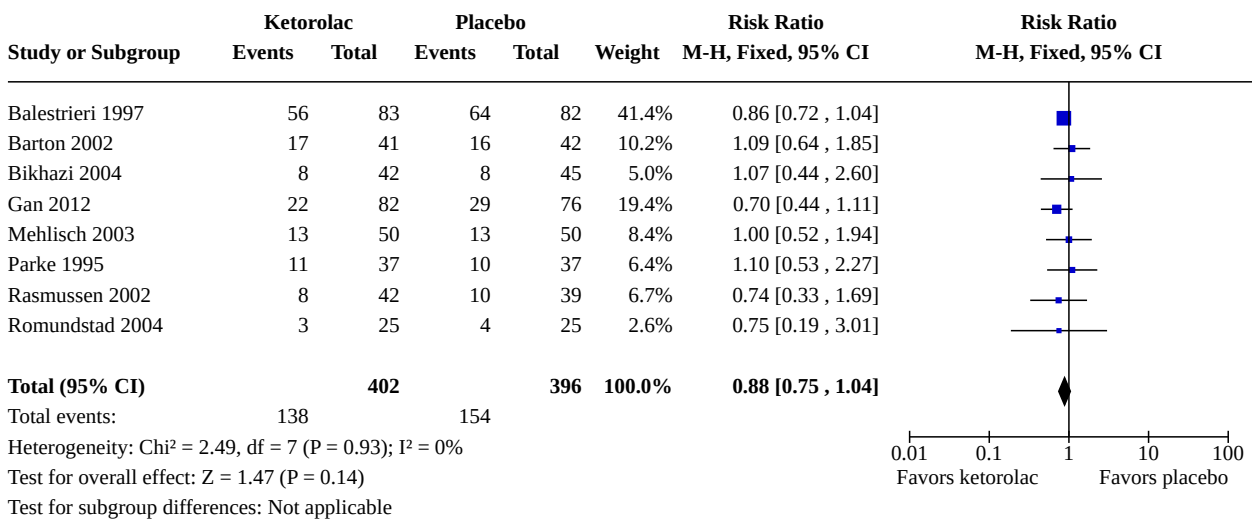 Ketorolac Placebo Risk Ratio Risk Ratio
Study or Subgroup Events Total Events Total Weight M-H, Fixed, 95% CI M-H, Fixed, 95% CI
Balestrieri 1997 56 83 64 82 41.4% 0.86 [0.72 , 1.04]
Barton 2002 17 41 16 42 10.2% 1.09 [0.64 , 1.85]
Bikhazi 2004 8 42 8 45 5.0% 1.07 [0.44 , 2.60]
Gan 2012 22 82 29 76 19.4% 0.70 [0.44 , 1.11]
Mehlisch 2003 13 50 13 50 8.4% 1.00 [0.52 , 1.94]
Parke 1995 11 37 10 37 6.4% 1.10 [0.53 , 2.27]
Rasmussen 2002 8 42 10 39 6.7% 0.74 [0.33 , 1.69]
Romundstad 2004 3 25 4 25 2.6% 0.75 [0.19 , 3.01]
Total (95% CI) 402 396 100.0% 0.88 [0.75 , 1.04]
Total events: 138 154
Heterogeneity: Chi² = 2.49, df = 7 (P = 0.93); I² = 0%
0.01 0.1 1 10 100
Test for overall effect: Z = 1.47 (P = 0.14) Favors ketorolac Favors placebo
Test for subgroup differences: Not applicable